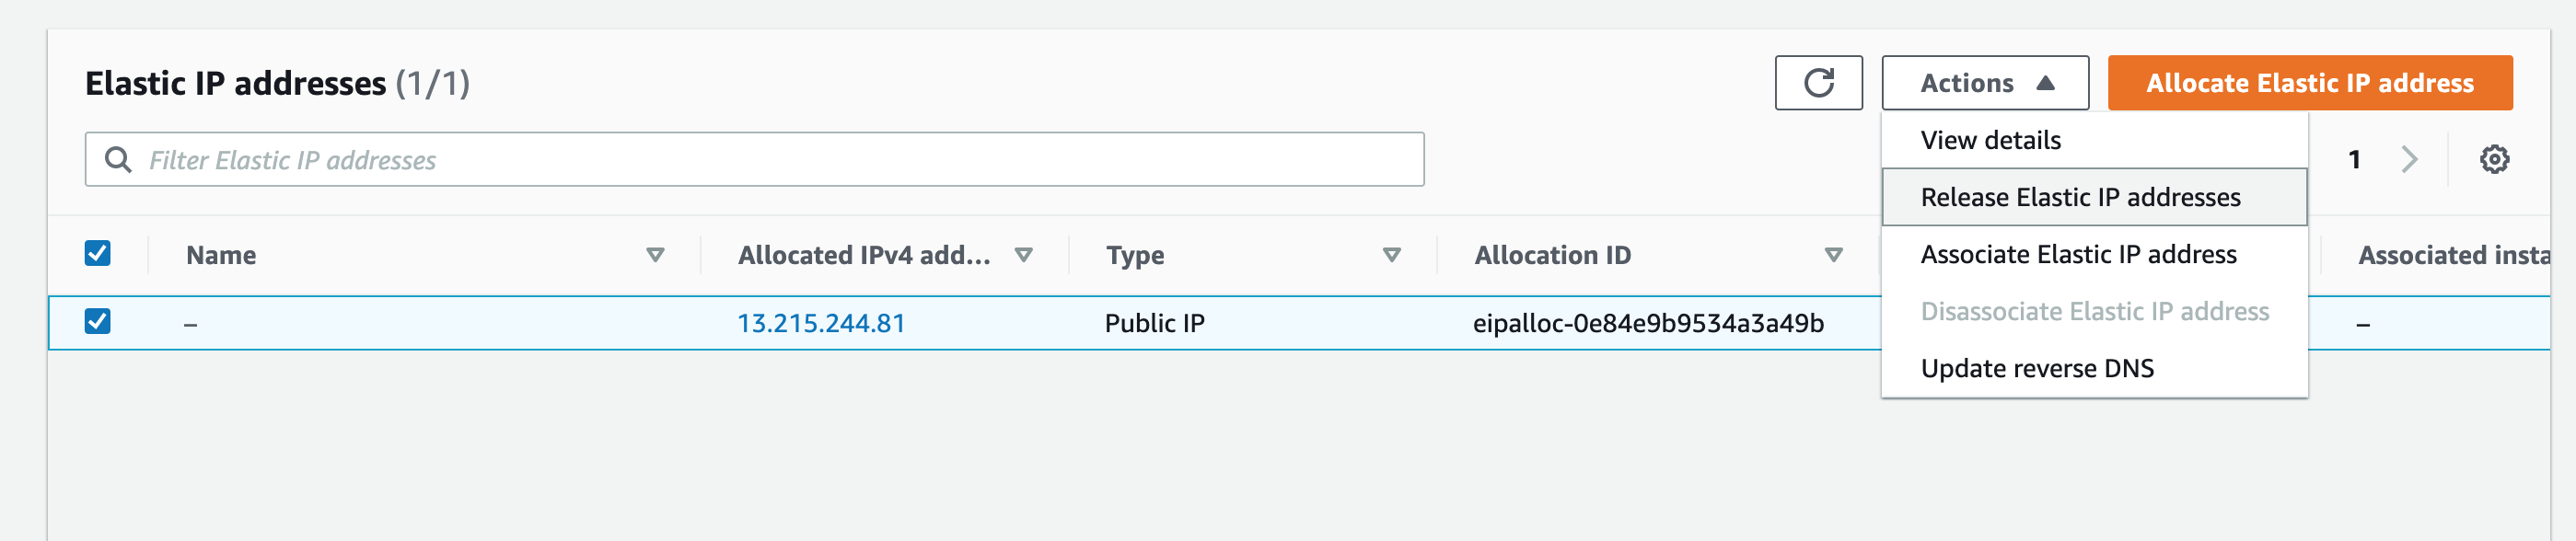 Elastic IP addresses (1/1)
Actions
Allocate Elastic IP address
Filter Elastic IP addresses
1
View details
Release Elastic IP addresses
Associate Elastic IP address
Disassociate Elastic IP address
Update reverse DNS
Name Allocated IPv4 add... Type Allocation ID Associated insta
– 13.215.244.81 Public IP eipalloc-0e84e9b9534a3a49b –